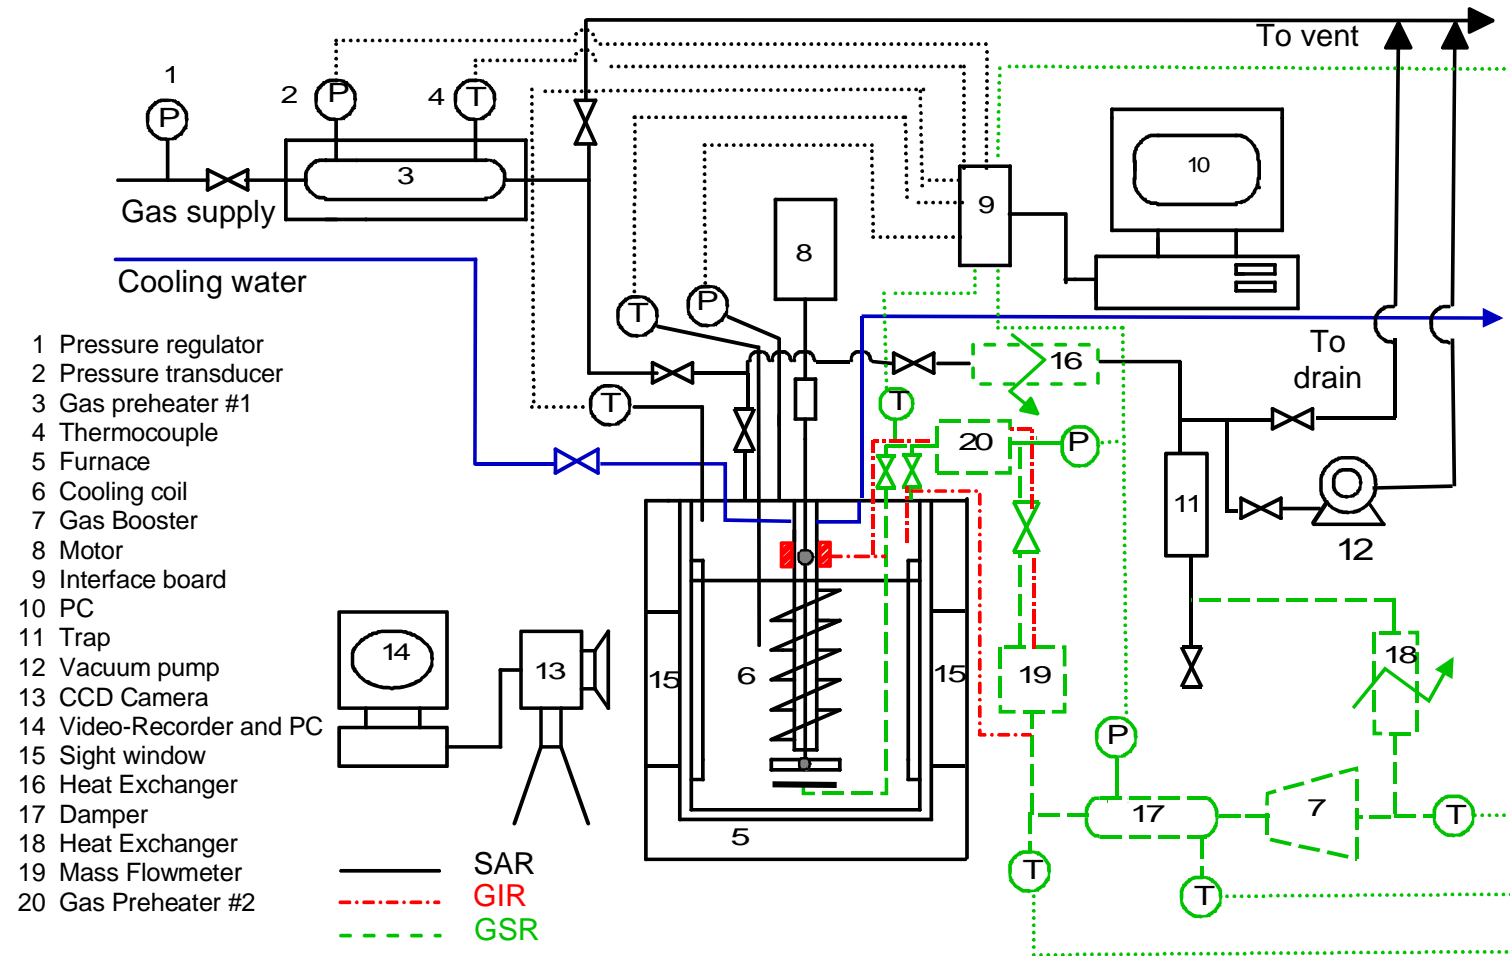 To vent
1
P
2
P
4
T
3
Gas supply
10
9
8
Cooling water
T
P
1 Pressure regulator
2 Pressure transducer
3 Gas preheater #1
4 Thermocouple
5 Furnace
6 Cooling coil
7 Gas Booster
8 Motor
9 Interface board
10 PC
11 Trap
12 Vacuum pump
13 CCD Camera
14 Video-Recorder and PC
15 Sight window
16 Heat Exchanger
17 Damper
18 Heat Exchanger
19 Mass Flowmeter
20 Gas Preheater #2
To
drain
16
T
T
20
P
11
12
14
13
15
6
15
19
18
P
17
7
T
5
T
T
SAR
GIR
GSR